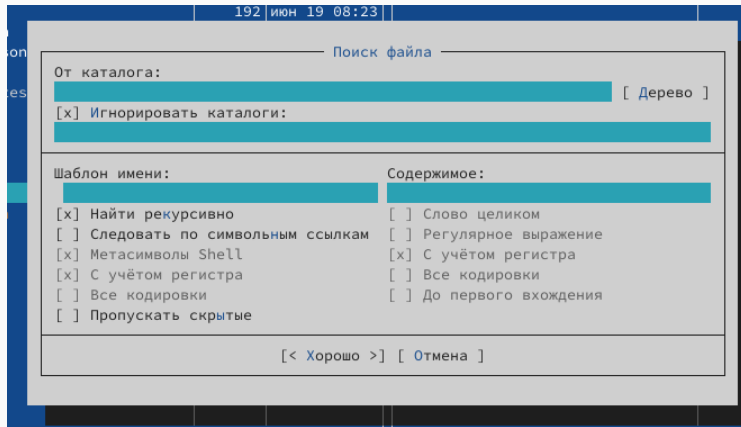 192 июн 19 08:23
Поиск файла
son
От каталога:
[ Дерево ]
tes
[x] Игнорировать каталоги:
Шаблон имени:
Содержимое:
[x] Найти рекурсивно
[ ] Слово целиком
[ ] Следовать по символьным ссылкам
[ ] Регулярное выражение
[x] Метасимволы Shell
[x] С учётом регистра
[x] С учётом регистра
[ ] Все кодировки
[ ] Все кодировки
[ ] До первого вхождения
[ ] Пропускать скрытые
[< Хорошо >] [ Отмена ]